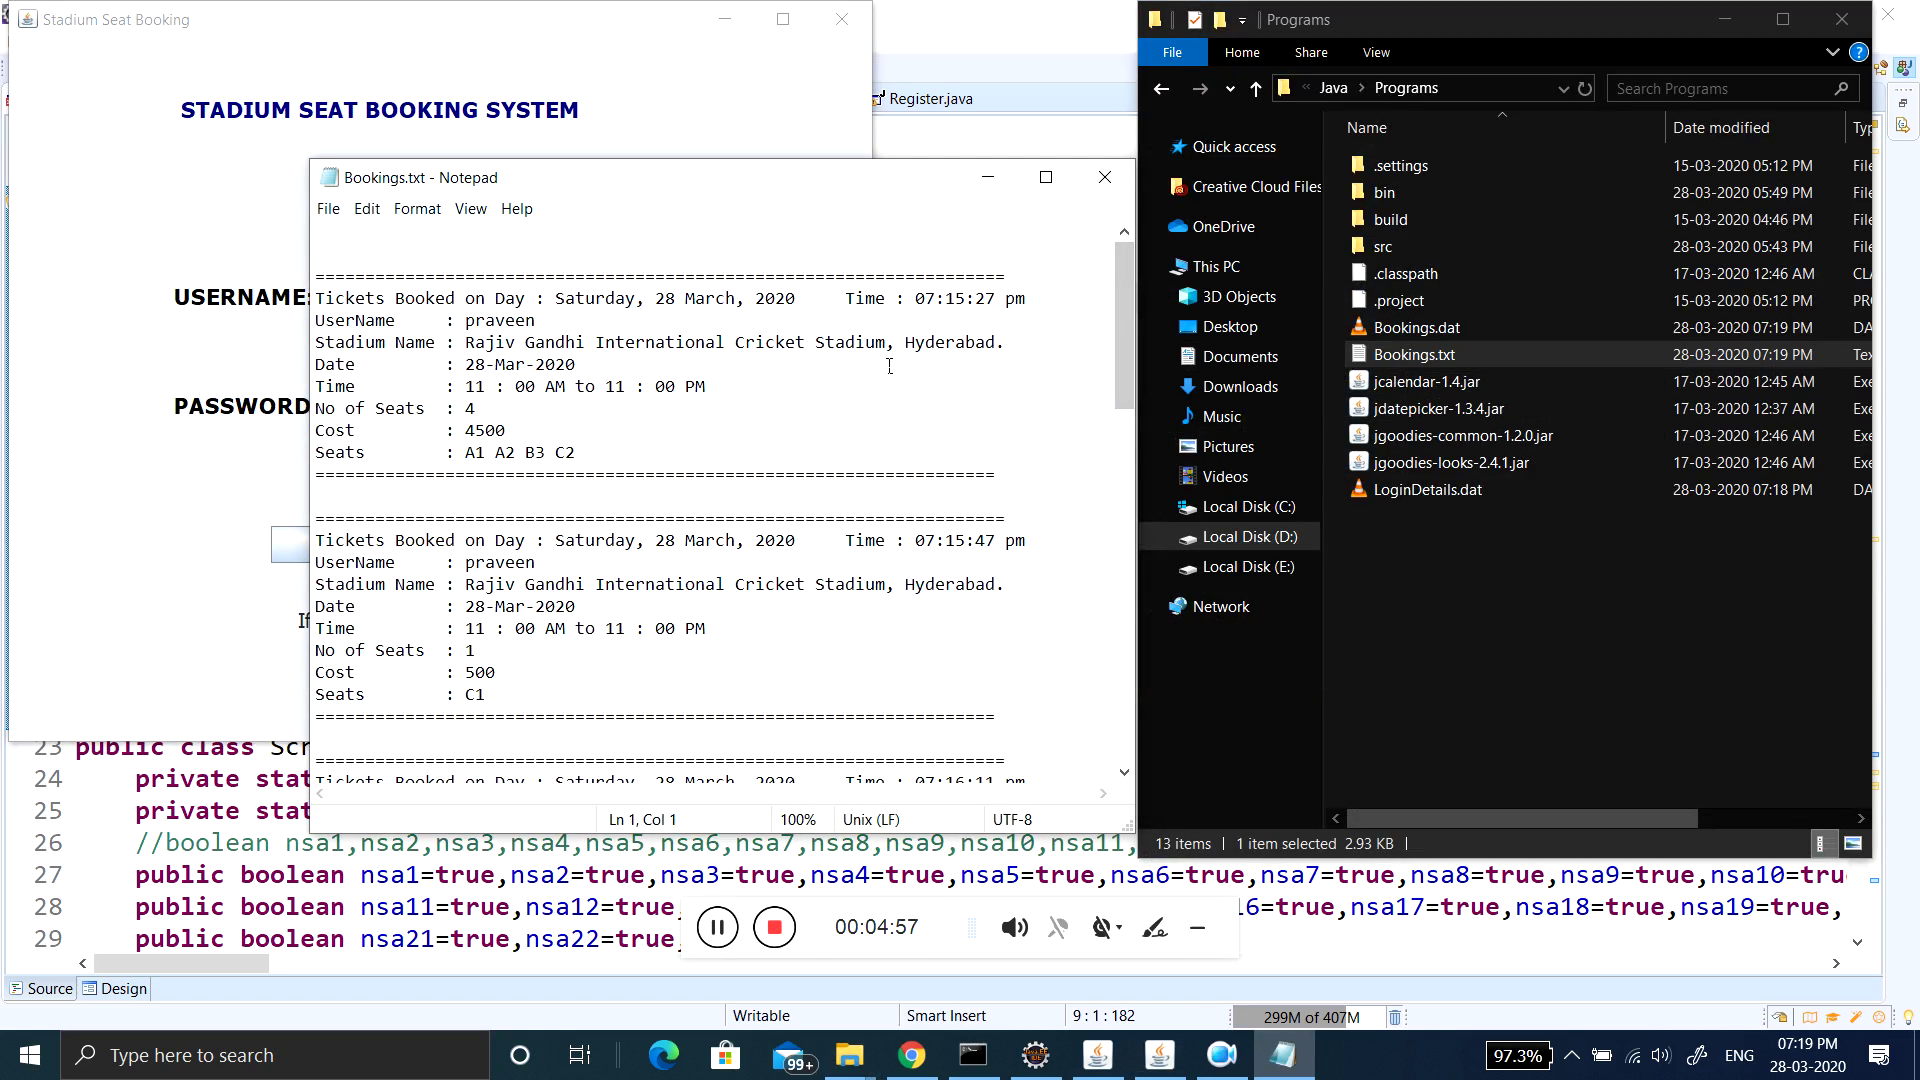 Stadium Seat Booking
STADIUM SEAT BOOKING SYSTEM
USERNAME
PASSWORD
If
Register.java
Bookings.txt - Notepad
File Edit Format View Help
=====================================================================
Tickets Booked on Day : Saturday, 28 March, 2020     Time : 07:15:27 pm
UserName     : praveen
Stadium Name : Rajiv Gandhi International Cricket Stadium, Hyderabad.
Date         : 28-Mar-2020
Time         : 11 : 00 AM to 11 : 00 PM
No of Seats  : 4
Cost         : 4500
Seats        : A1 A2 B3 C2
====================================================================
=====================================================================
Tickets Booked on Day : Saturday, 28 March, 2020     Time : 07:15:47 pm
UserName     : praveen
Stadium Name : Rajiv Gandhi International Cricket Stadium, Hyderabad.
Date         : 28-Mar-2020
Time         : 11 : 00 AM to 11 : 00 PM
No of Seats  : 1
Cost         : 500
Seats        : C1
====================================================================
=====================================================================
Tickets Booked on Day : Saturday, 28 March, 2020     Time : 07:16:11 pm
Ln 1, Col 1 100% Unix (LF) UTF-8
Programs
File Home Share View
Java > Programs Search Programs
Name Date modified Typ
Quick access
Creative Cloud Files
OneDrive
This PC
3D Objects
Desktop
Documents
Downloads
Music
Pictures
Videos
Local Disk (C:)
Local Disk (D:)
Local Disk (E:)
Network
.settings 15-03-2020 05:12 PM File
bin 28-03-2020 05:49 PM File
build 15-03-2020 04:46 PM File
src 28-03-2020 05:43 PM File
.classpath 17-03-2020 12:46 AM CLA
.project 15-03-2020 05:12 PM PRO
Bookings.dat 28-03-2020 07:19 PM DA
Bookings.txt 28-03-2020 07:19 PM Tex
jcalendar-1.4.jar 17-03-2020 12:45 AM Exe
jdatepicker-1.3.4.jar 17-03-2020 12:37 AM Exe
jgoodies-common-1.2.0.jar 17-03-2020 12:46 AM Exe
jgoodies-looks-2.4.1.jar 17-03-2020 12:46 AM Exe
LoginDetails.dat 28-03-2020 07:18 PM DA
13 items 1 item selected 2.93 KB
23 public class Scr
24 private stat
25 private stat
26 //boolean nsa1,nsa2,nsa3,nsa4,nsa5,nsa6,nsa7,nsa8,nsa9,nsa10,nsa11,
27 public boolean nsa1=true,nsa2=true,nsa3=true,nsa4=true,nsa5=true,nsa6=true,nsa7=true,nsa8=true,nsa9=true,nsa10=tru
28 public boolean nsa11=true,nsa12=true, 16=true,nsa17=true,nsa18=true,nsa19=true,
29 public boolean nsa21=true,nsa22=true,
00:04:57
Source Design
Writable Smart Insert 9 : 1 : 182 299M of 407M
Type here to search
99+
97.3%
ENG
07:19 PM
28-03-2020